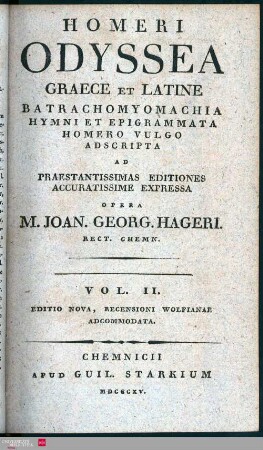 HOMERI
ODYSSEA
GRAECE ET LATINE
BATRACHOMYOMACHIA
HYMNI ET EPIGRAMMATA
HOMERO VULGO
ADSCRIPTA
AD
PRAESTANTISSIMAS EDITIONES
ACCURATISSIME EXPRESSA
OPERA
M. JOAN. GEORG. HAGERI.
RECT. CHEMN.
VOL. II.
EDITIO NOVA, RECENSIONI WOLFIANAE
ADCOMMODATA.
CHEMNICII
APUD GUIL. STARKIUM
MDCCCXV.